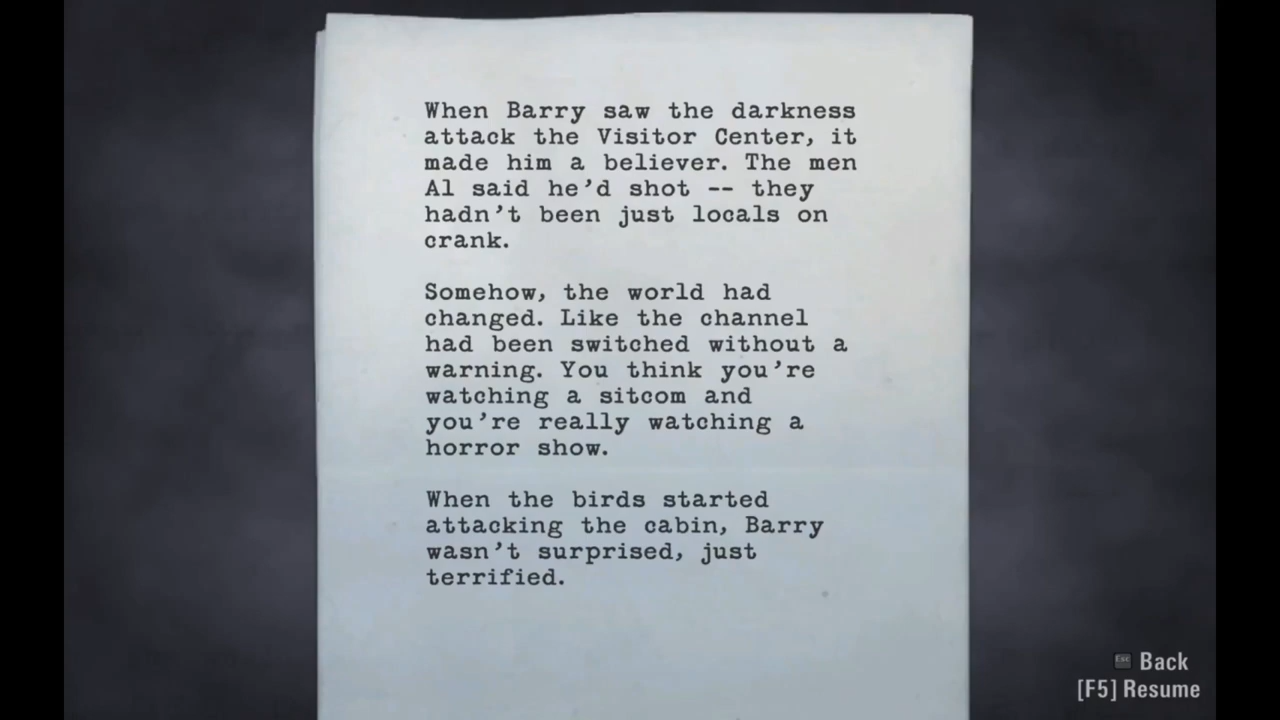 When Barry saw the darkness
attack the Visitor Center, it
made him a believer. The men
Al said he'd shot -- they
hadn't been just locals on
crank.
Somehow, the world had
changed. Like the channel
had been switched without a
warning. You think you're
watching a sitcom and
you're really watching a
horror show.
When the birds started
attacking the cabin, Barry
wasn't surprised, just
terrified.
Esc Back
[F5] Resume